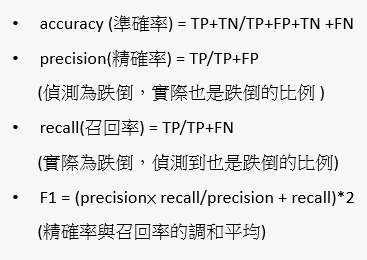 • accuracy (準確率) = TP+TN/TP+FP+TN +FN
• precision(精確率) = TP/TP+FP
(偵測為跌倒，實際也是跌倒的比例 )
• recall(召回率) = TP/TP+FN
(實際為跌倒，偵測到也是跌倒的比例)
• F1 = (precisionx recall/precision + recall)*2
(精確率與召回率的調和平均)